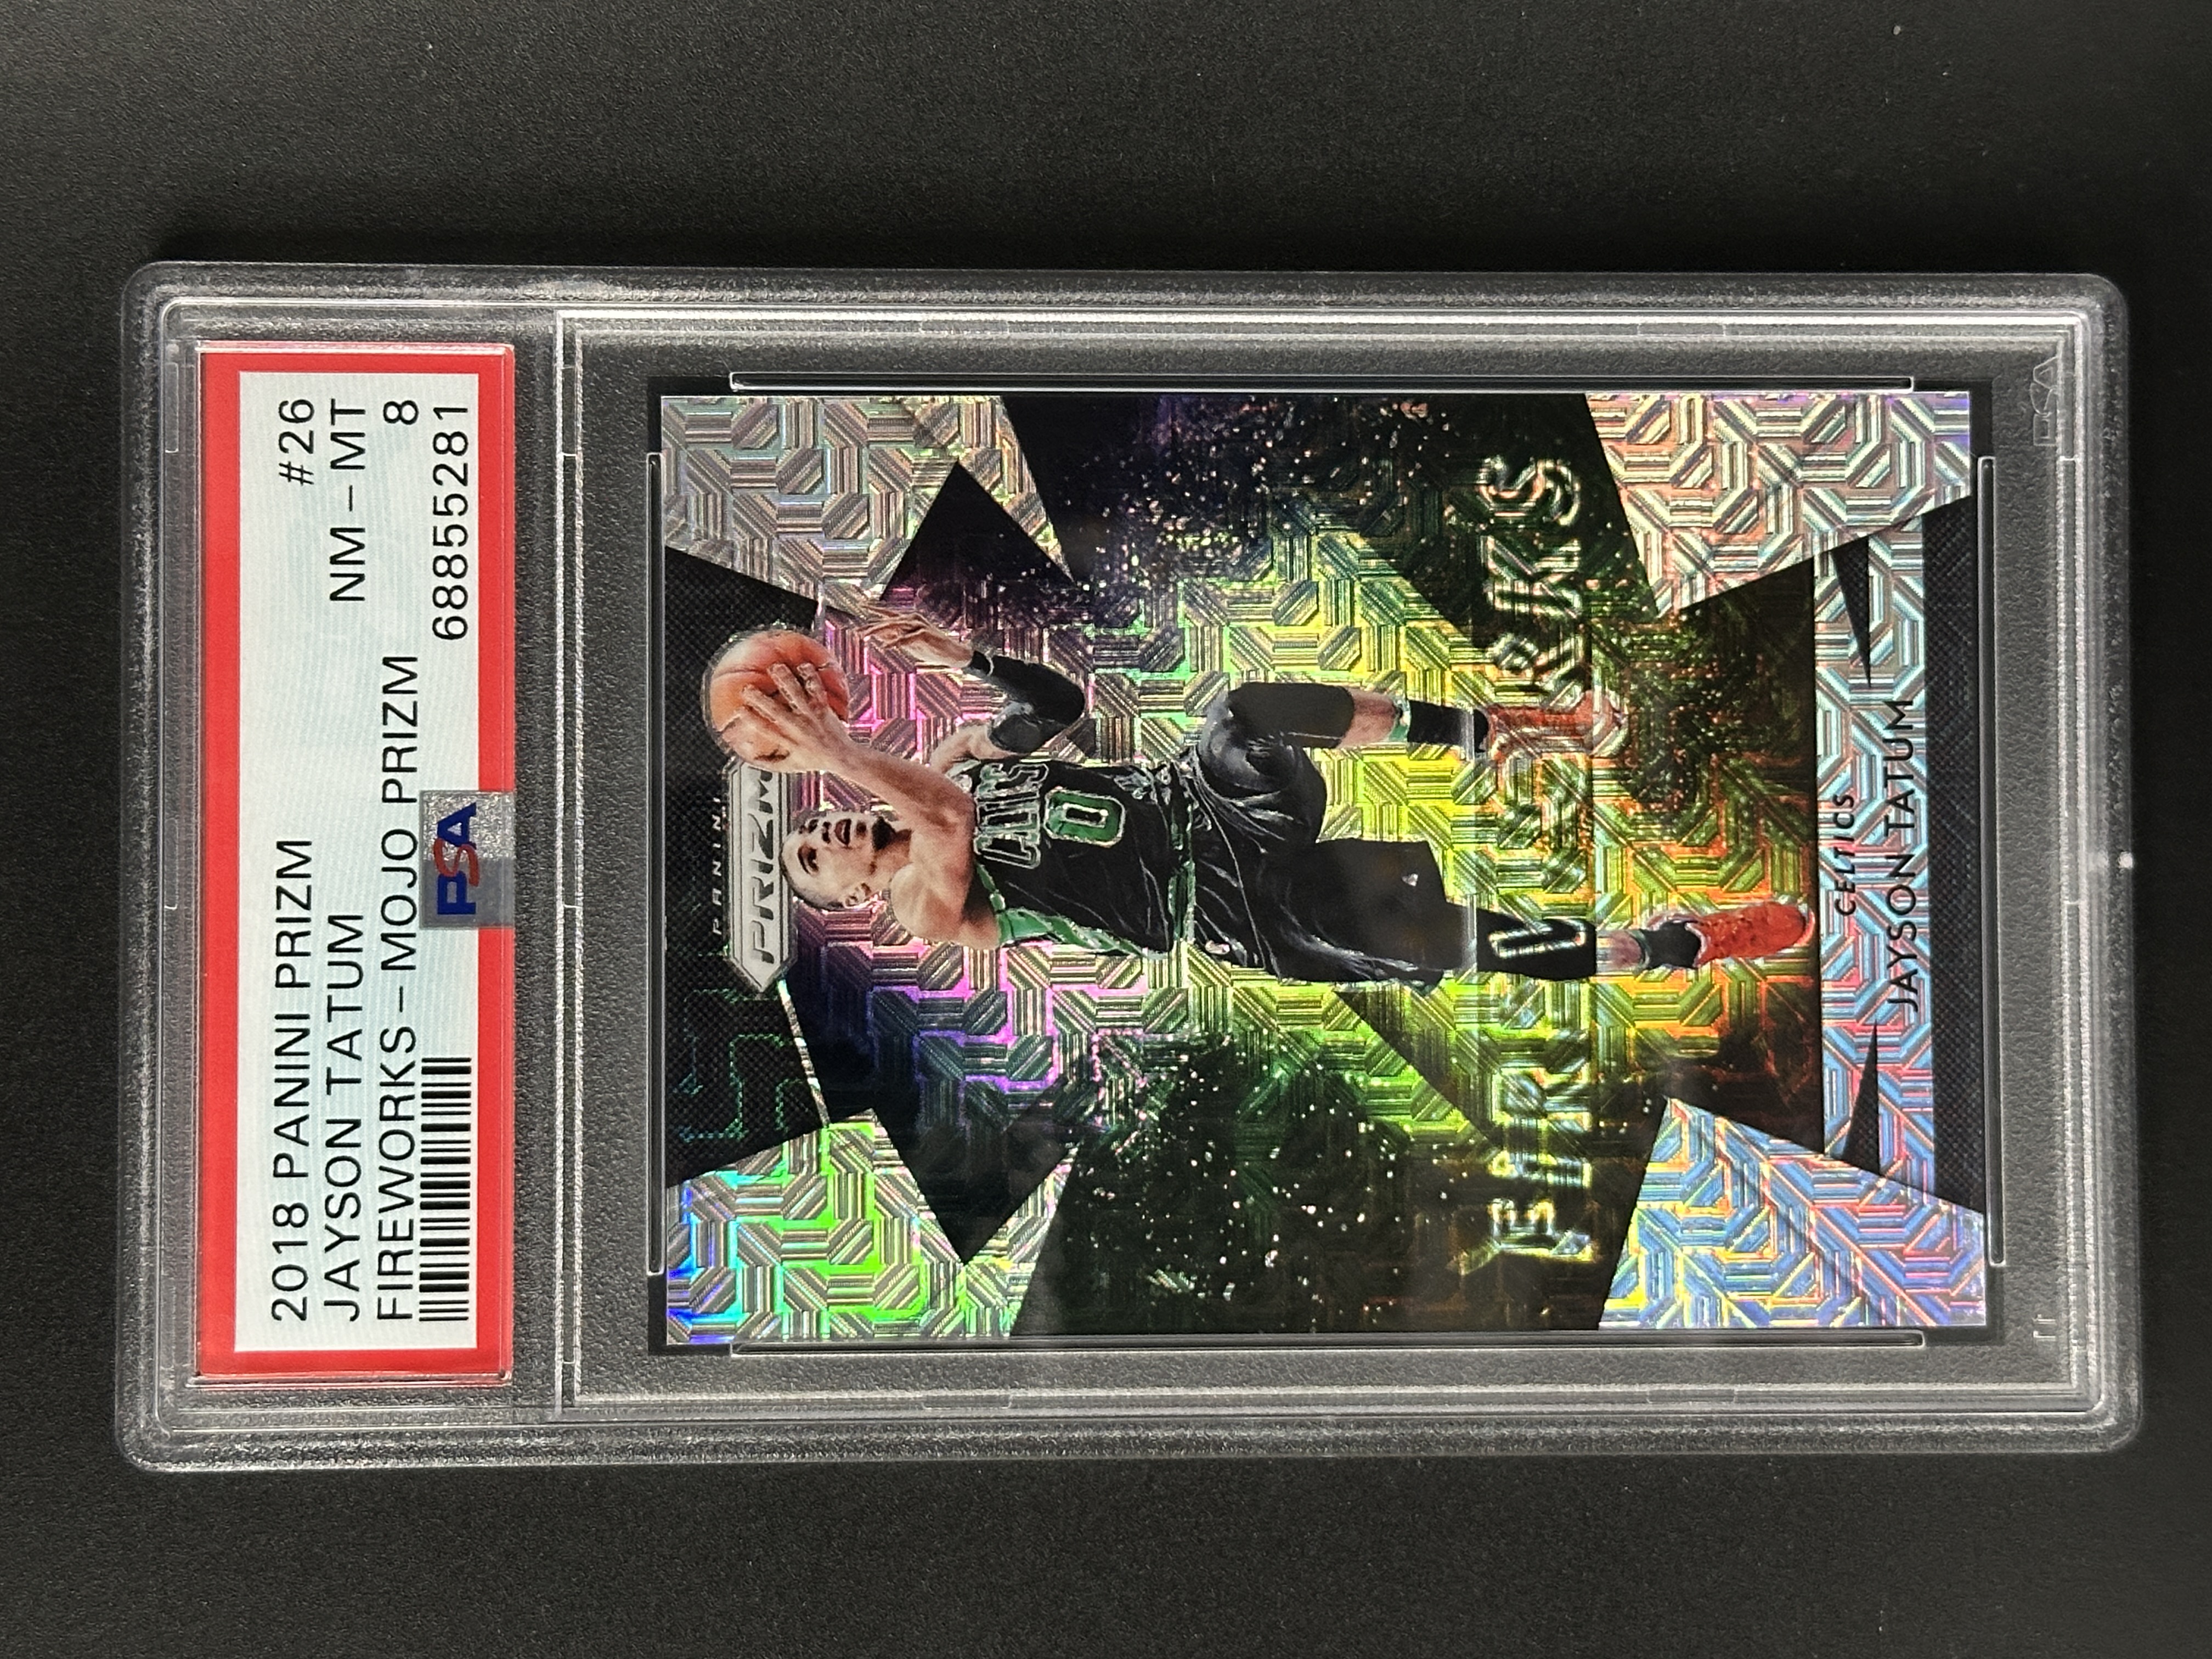 2018 PANINI PRIZM #26
JAYSON TATUM NM-MT
FIREWORKS-MOJO PRIZM 8
68855281
PSA
PANINI
PRIZM
0
FIREWORKS
CELTICS
JAYSON TATUM
PSA